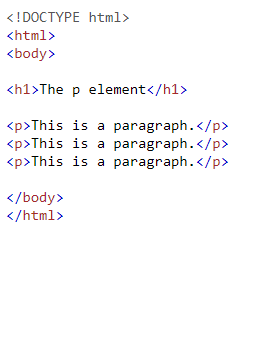 <!DOCTYPE html>
<html>
<body>
<h1>The p element</h1>
<p>This is a paragraph.</p>
<p>This is a paragraph.</p>
<p>This is a paragraph.</p>
</body>
</html>